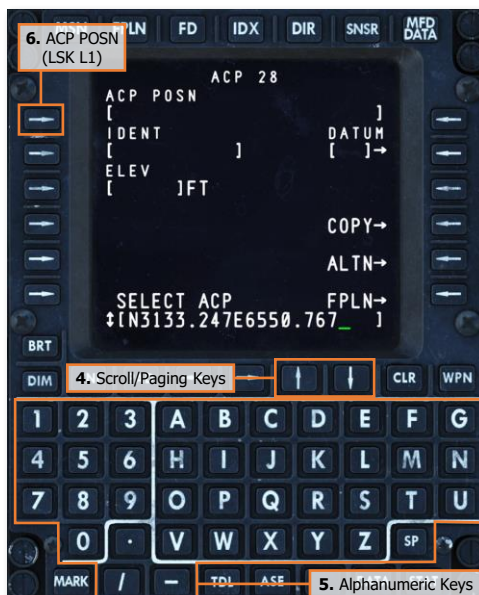 MSN FPLN FD IDX DIR SNSR MFD DATA
6. ACP POSN
(LSK L1)
ACP 28
ACP POSN
[ ]
IDENT DATUM
[ ] [ ]→
ELEV
[ ]FT
COPY→
ALTN→
SELECT ACP FPLN→
↕[N3133.247E6550.767_ ]
BRT
DIM
4. Scroll/Paging Keys
→ ↑ ↓ CLR WPN
1 2 3 A B C D E F G
4 5 6 H I J K L M N
7 8 9 O P Q R S T U
0 · V W X Y Z SP
MARK / – TDL ASE
5. Alphanumeric Keys